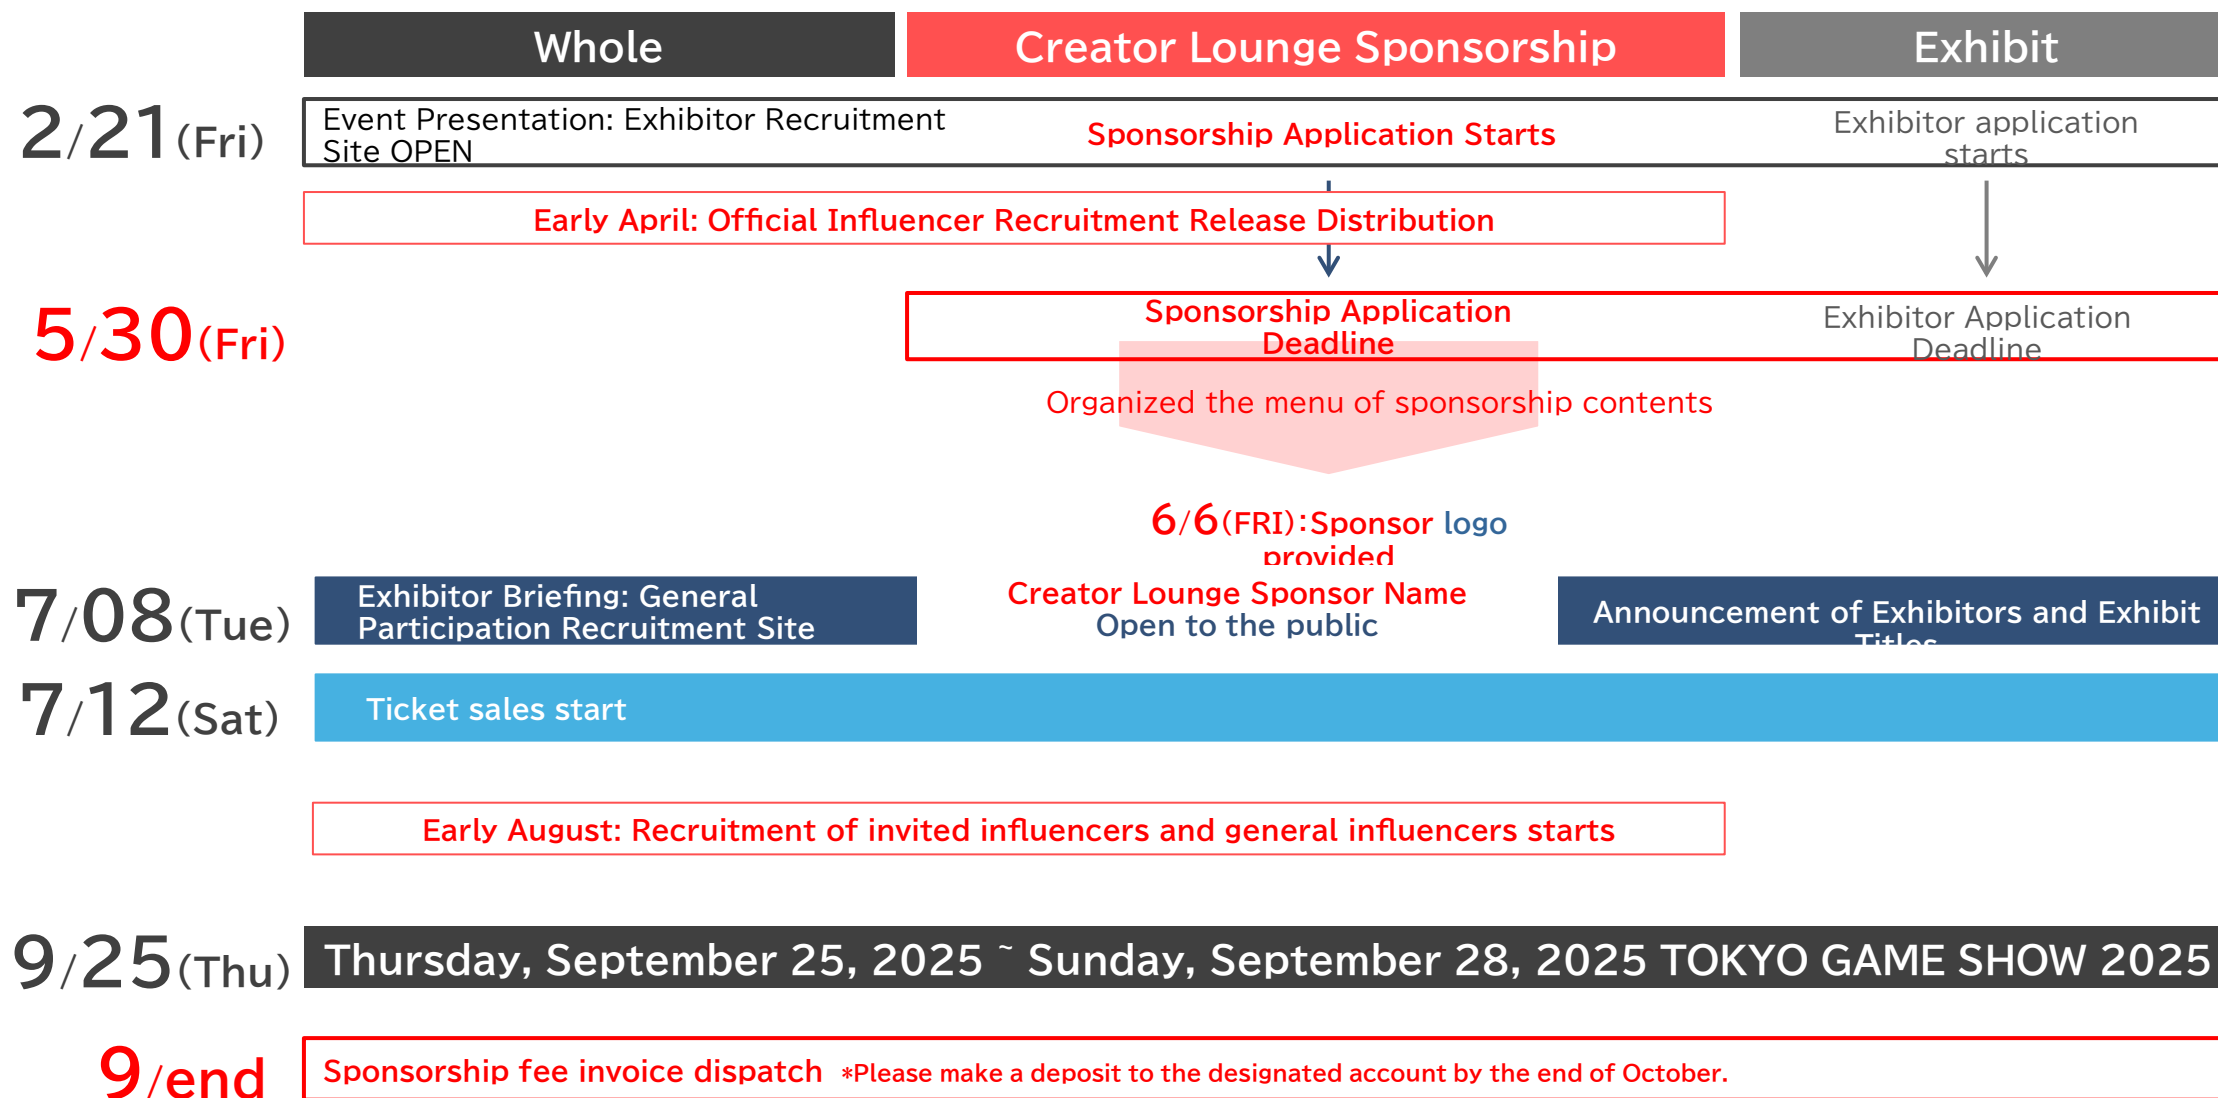 Whole
Creator Lounge Sponsorship
Exhibit
2/21(Fri)
Event Presentation: Exhibitor Recruitment
Site OPEN
Sponsorship Application Starts
Exhibitor application
starts
Early April: Official Influencer Recruitment Release Distribution
5/30(Fri)
Sponsorship Application
Deadline
Exhibitor Application
Deadline
Organized the menu of sponsorship contents
6/6(FRI):Sponsor logo
provided
7/08(Tue)
Exhibitor Briefing: General
Participation Recruitment Site
Creator Lounge Sponsor Name
Open to the public
Announcement of Exhibitors and Exhibit
Titles
7/12(Sat)
Ticket sales start
Early August: Recruitment of invited influencers and general influencers starts
9/25(Thu)
Thursday, September 25, 2025 ~ Sunday, September 28, 2025 TOKYO GAME SHOW 2025
9/end
Sponsorship fee invoice dispatch *Please make a deposit to the designated account by the end of October.